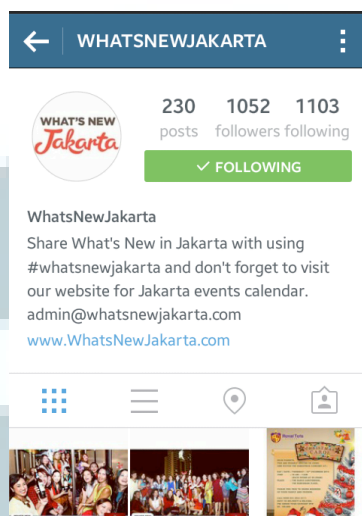 WHATSNEWJAKARTA
WHAT'S NEW
Jakarta
230 1052 1103
posts followers following
FOLLOWING
WhatsNewJakarta
Share What's New in Jakarta with using
#whatsnewjakarta and don't forget to visit
our website for Jakarta events calendar.
admin@whatsnewjakarta.com
www.WhatsNewJakarta.com